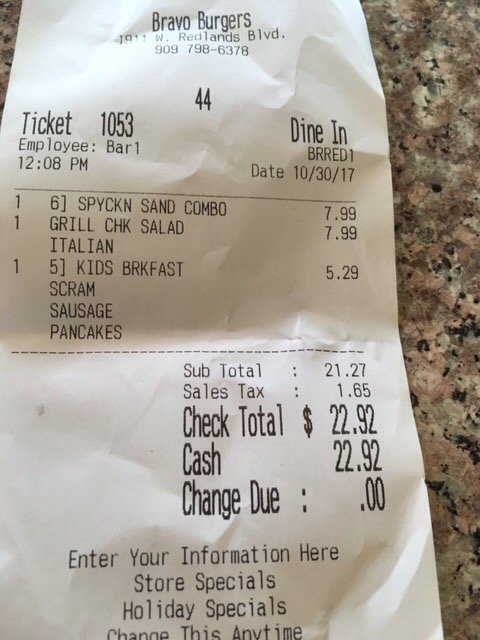 Bravo Burgers
1911 W. Redlands Blvd.
909 798-6378
44
Ticket 1053 Dine In
Employee: Bar1 BRRED1
12:08 PM Date 10/30/17
1 6] SPYCKN SAND COMBO 7.99
1 GRILL CHK SALAD 7.99
ITALIAN
1 5] KIDS BRKFAST 5.29
SCRAM
SAUSAGE
PANCAKES
Sub Total : 21.27
Sales Tax : 1.65
Check Total $ 22.92
Cash 22.92
Change Due : .00
Enter Your Information Here
Store Specials
Holiday Specials
Change This Anytime